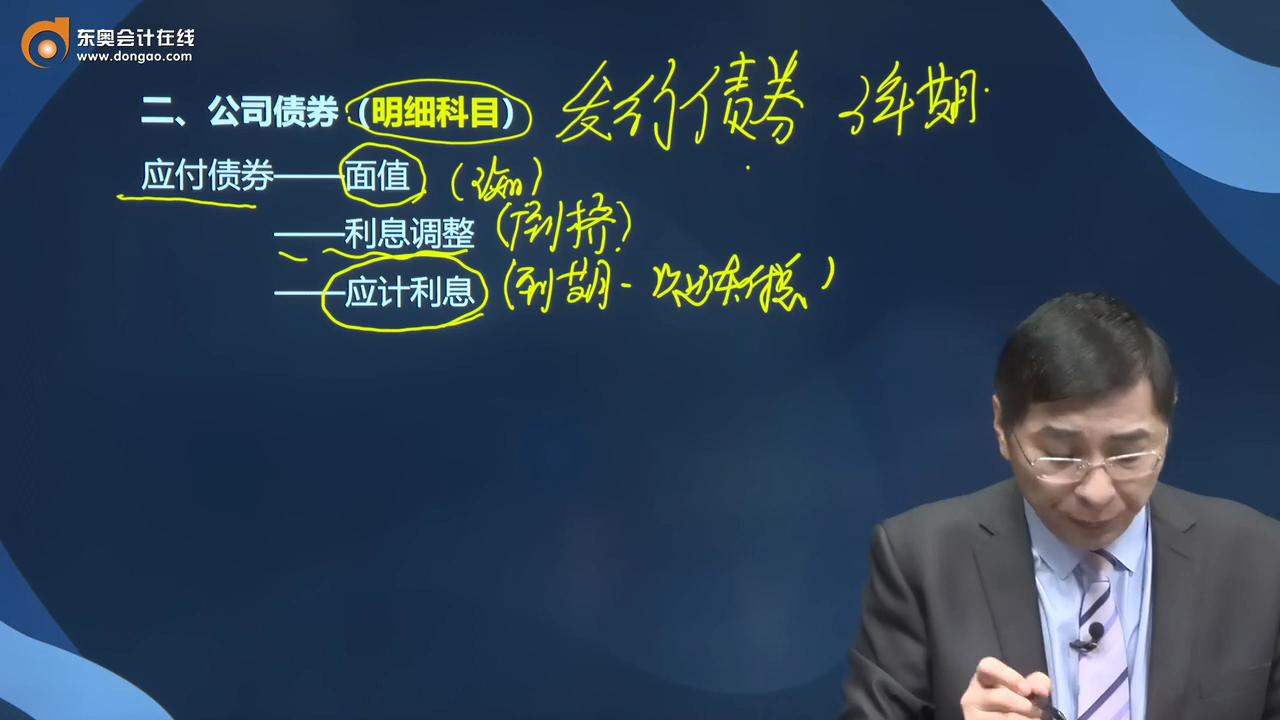 东奥会计在线
www.dongao.com
二、公司债券（明细科目） 发行债券 3年期
应付债券——面值
——利息调整 (倒挤)
——应计利息 (到期一次还本付息)